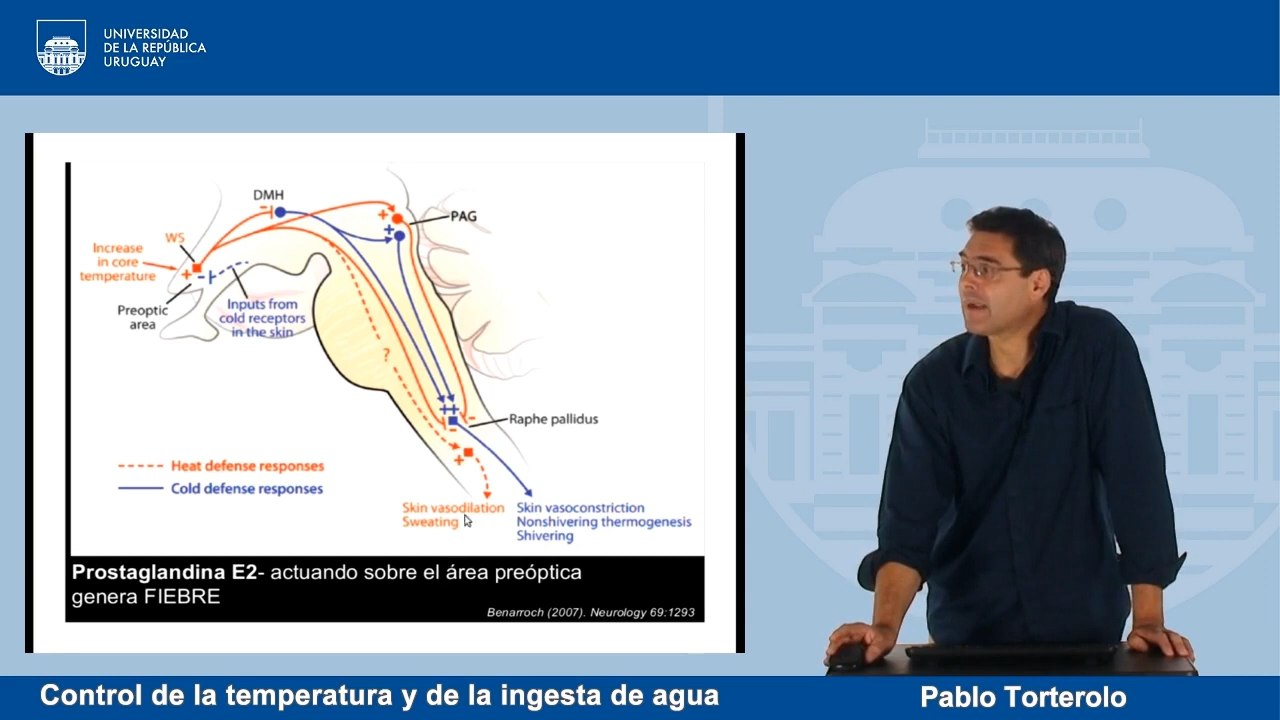 UNIVERSIDAD
DE LA REPÚBLICA
URUGUAY
DMH
PAG
WS
Increase
in core
temperature
Preoptic
area
Inputs from
cold receptors
in the skin
?
Raphe pallidus
Heat defense responses
Cold defense responses
Skin vasodilation
Sweating
Skin vasoconstriction
Nonshivering thermogenesis
Shivering
Prostaglandina E2- actuando sobre el área preóptica
genera FIEBRE
Benarroch (2007). Neurology 69:1293
Control de la temperatura y de la ingesta de agua
Pablo Torterolo